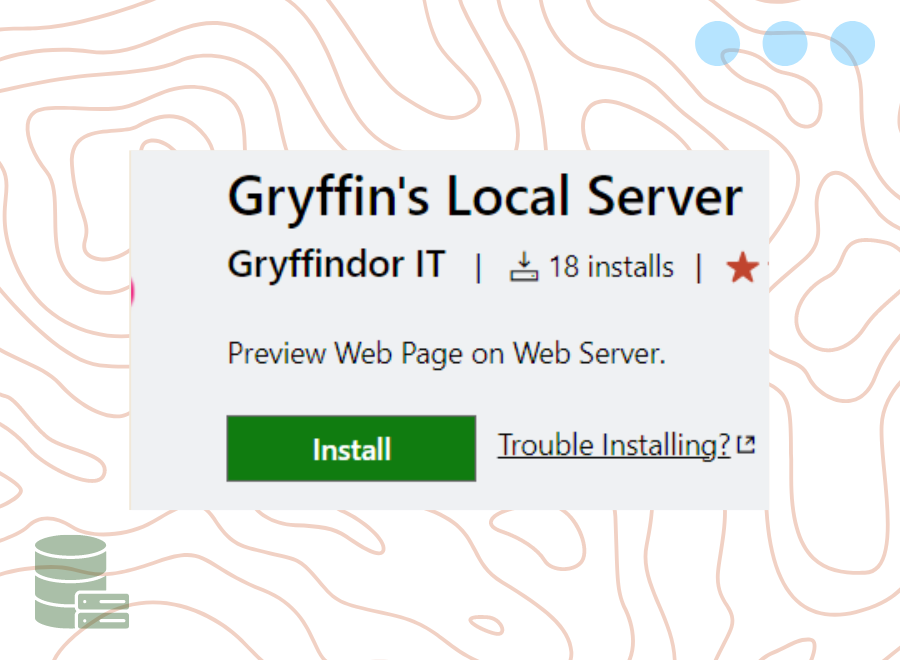 Gryffin's Local Server
Gryffindor IT | 18 installs |
Preview Web Page on Web Server.
Install Trouble Installing?